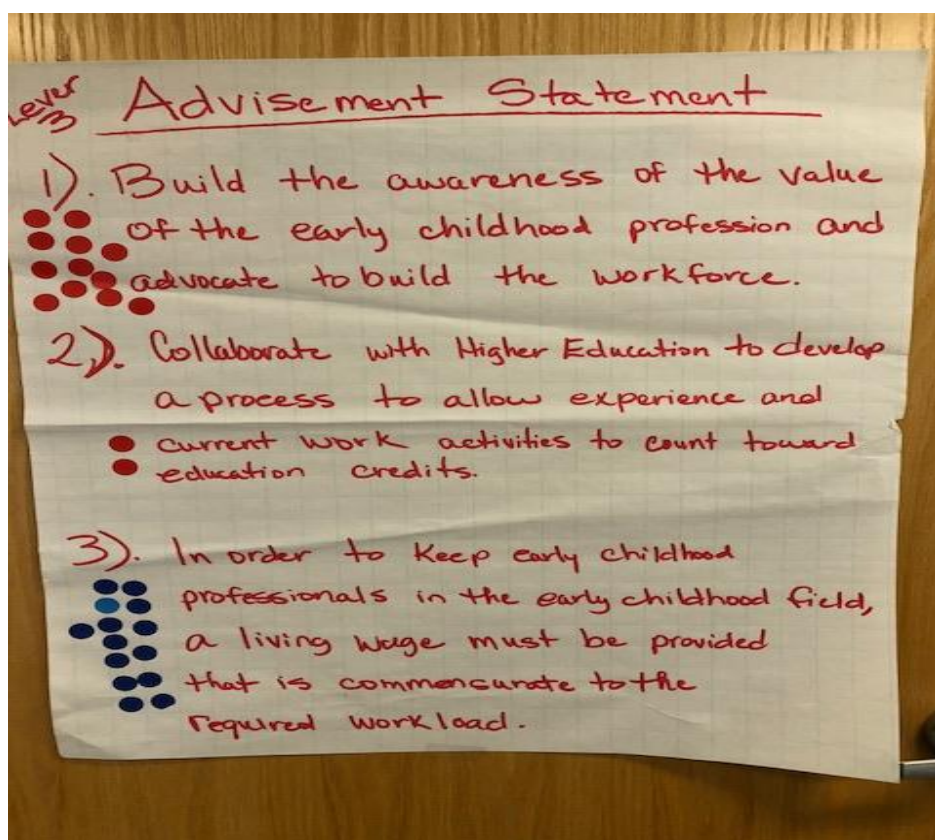 Lever
3
Advisement Statement
1). Build the awareness of the value
of the early childhood profession and
advocate to build the workforce.
2). Collaborate with Higher Education to develop
a process to allow experience and
current work activities to count toward
education credits.
3). In order to keep early childhood
professionals in the early childhood field,
a living wage must be provided
that is commensurate to the
required workload.